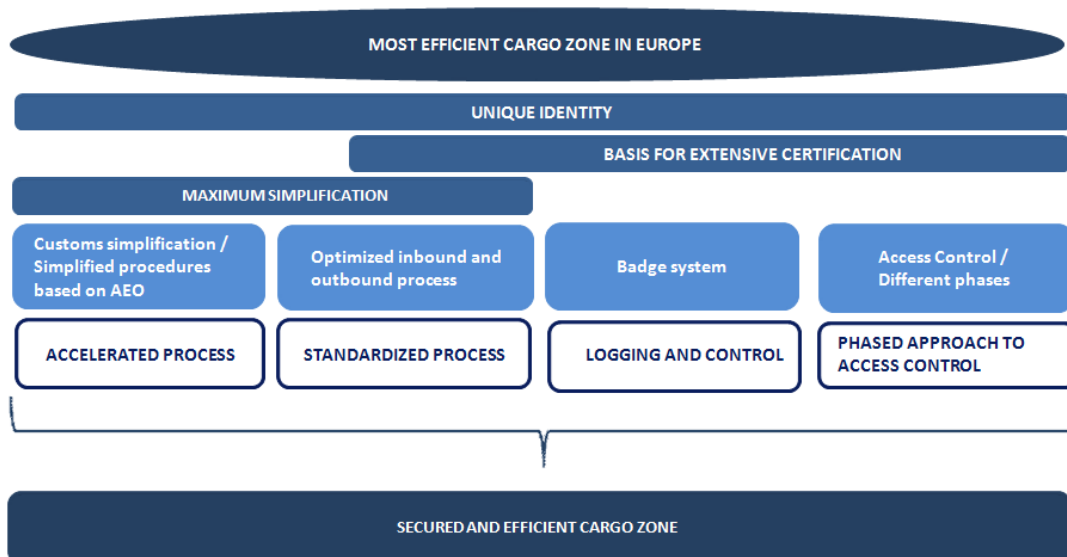 MOST EFFICIENT CARGO ZONE IN EUROPE
UNIQUE IDENTITY
BASIS FOR EXTENSIVE CERTIFICATION
MAXIMUM SIMPLIFICATION
Customs simplification /
Simplified procedures
based on AEO
Optimized inbound and
outbound process
Badge system
Access Control /
Different phases
ACCELERATED PROCESS
STANDARDIZED PROCESS
LOGGING AND CONTROL
PHASED APPROACH TO
ACCESS CONTROL
SECURED AND EFFICIENT CARGO ZONE